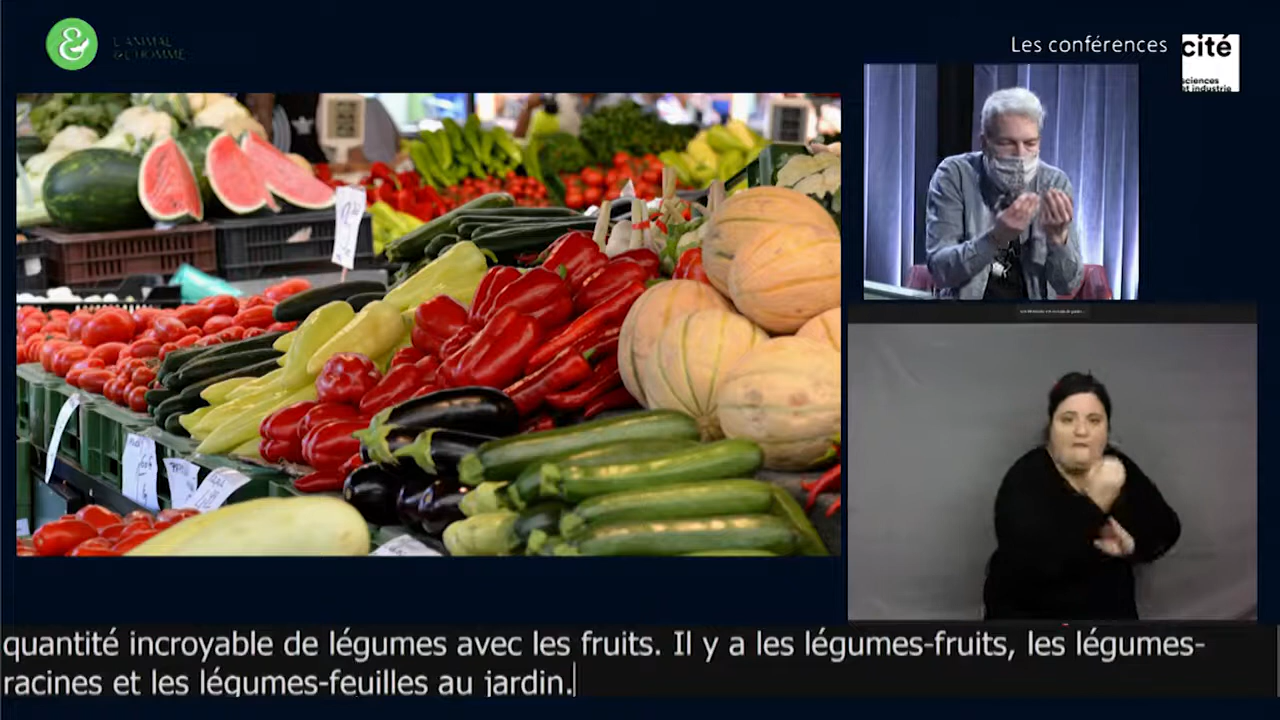 &
L'ANIMAL
& L'HOMME
Les conférences
cité
sciences
et industrie
quantité incroyable de légumes avec les fruits. Il y a les légumes-fruits, les légumes-
racines et les légumes-feuilles au jardin.